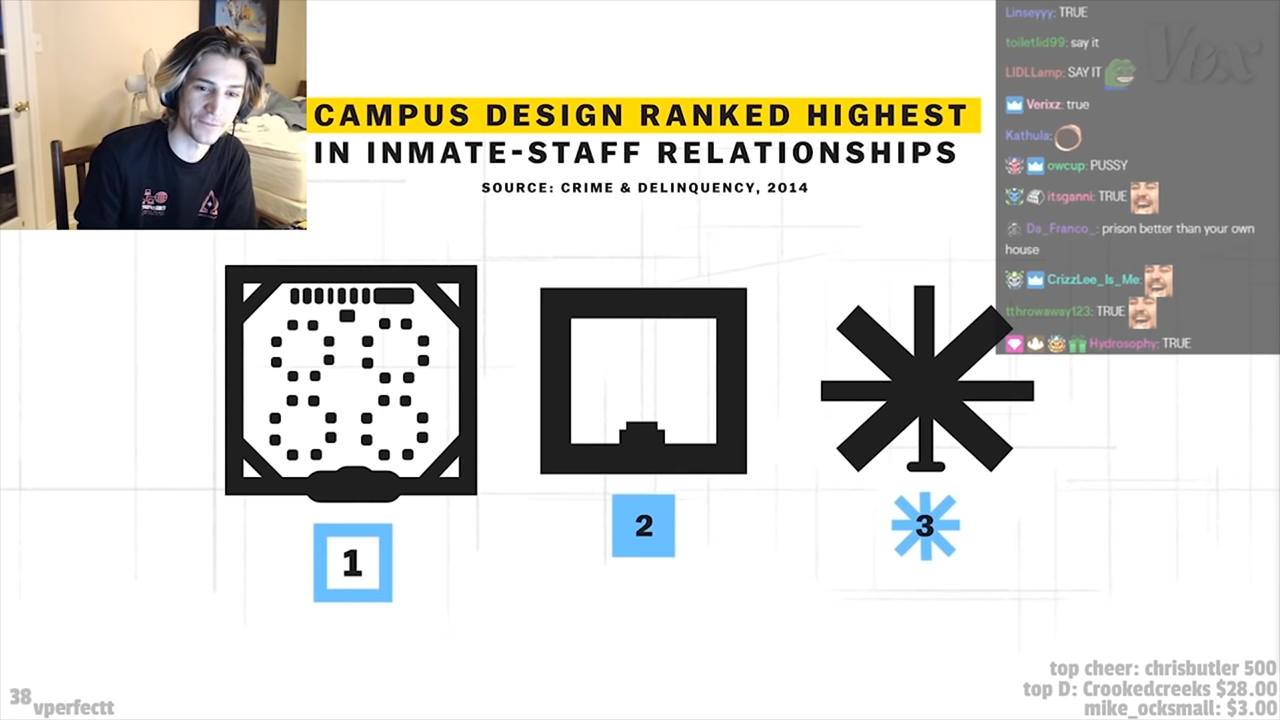 CAMPUS DESIGN RANKED HIGHEST
IN INMATE-STAFF RELATIONSHIPS
SOURCE: CRIME & DELINQUENCY, 2014
1
2
3
Vox
Linseyyy: TRUE
toiletlid99: say it
LIDLLamp: SAY IT
Verixz: true
Kathula:
owcup: PUSSY
itsganni: TRUE
Da_Franco_: prison better than your own
house
CrizzLee_Is_Me:
tthrowaway123: TRUE
Hydrosophy: TRUE
38 vperfectt
top cheer: chrisbutler 500
top D: Crookedcreeks $28.00
mike_ocksmall: $3.00